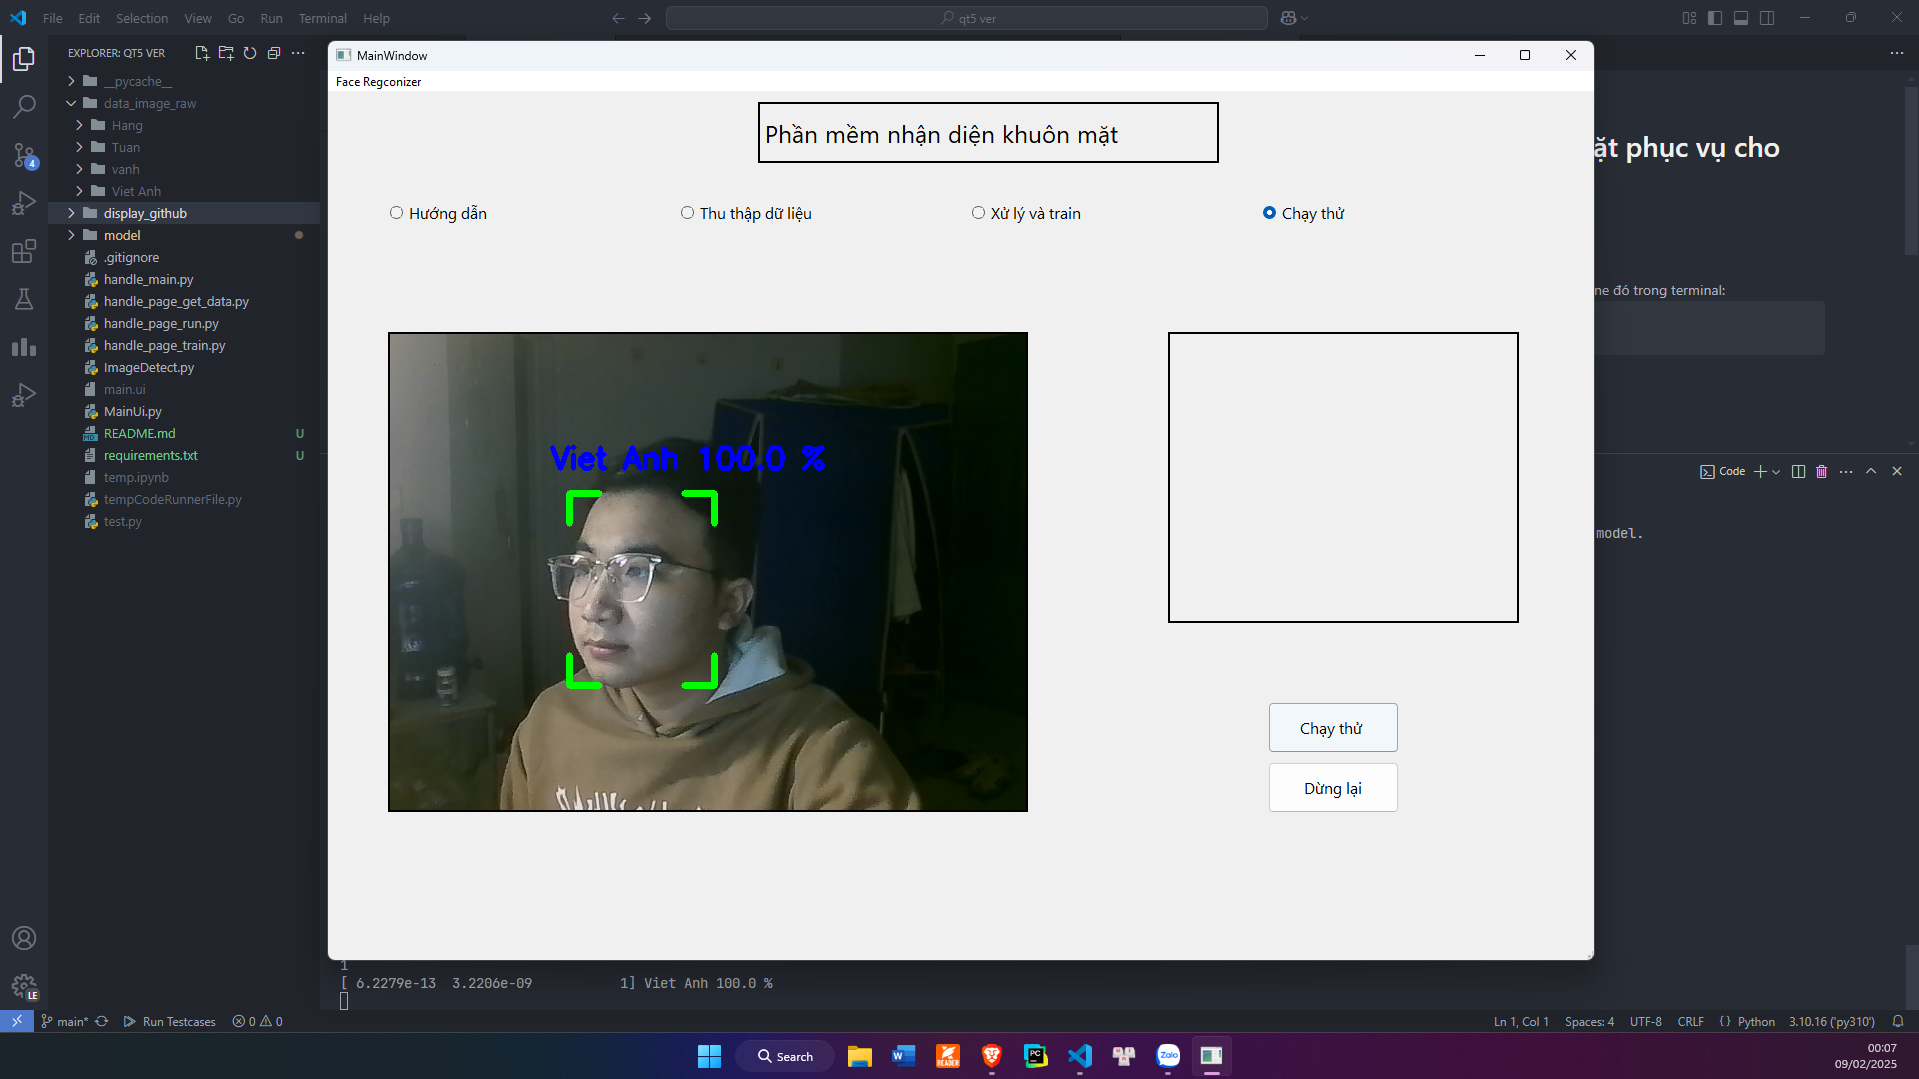 File Edit Selection View Go Run Terminal Help
qt5 ver
EXPLORER: QT5 VER
__pycache__
data_image_raw
Hang
Tuan
vanh
Viet Anh
display_github
model
.gitignore
handle_main.py
handle_page_get_data.py
handle_page_run.py
handle_page_train.py
ImageDetect.py
main.ui
MainUi.py
README.md U
requirements.txt U
temp.ipynb
tempCodeRunnerFile.py
test.py
4
MainWindow
Face Regconizer
Phần mềm nhận diện khuôn mặt
Hướng dẫn
Thu thập dữ liệu
Xử lý và train
Chạy thử
Viet Anh 100.0 %
Chạy thử
Dừng lại
ặt phục vụ cho
ne đó trong terminal:
Code
model.
1
[ 6.2279e-13 3.2206e-09 1] Viet Anh 100.0 %
LE
main* Run Testcases 0 0
Ln 1, Col 1 Spaces: 4 UTF-8 CRLF {} Python 3.10.16 ('py310')
Search
READER
PC
Zalo
00:07
09/02/2025